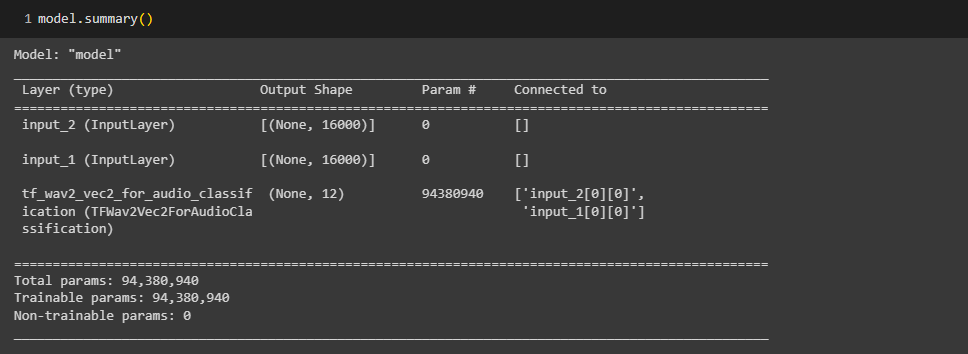 1 model.summary()
Model: "model"
__________________________________________________________________________________________________
Layer (type)                   Output Shape         Param #     Connected to
==================================================================================================
input_2 (InputLayer)           [(None, 16000)]      0           []
input_1 (InputLayer)           [(None, 16000)]      0           []
tf_wav2_vec2_for_audio_classif  (None, 12)          94380940    ['input_2[0][0]',
ication (TFWav2Vec2ForAudioCla                                   'input_1[0][0]']
ssification)
==================================================================================================
Total params: 94,380,940
Trainable params: 94,380,940
Non-trainable params: 0
__________________________________________________________________________________________________